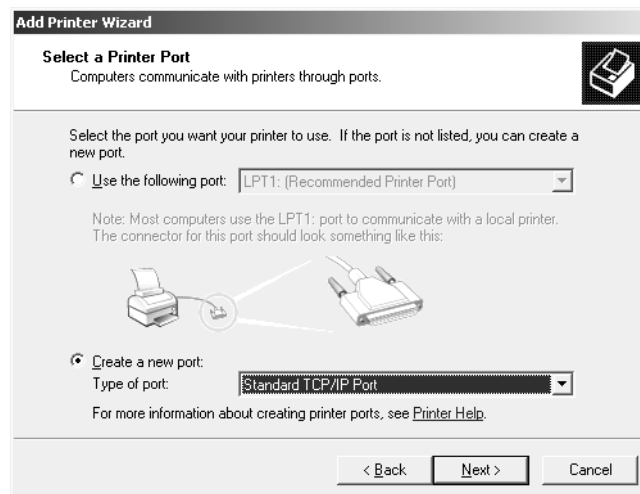 Add Printer Wizard
Select a Printer Port
Computers communicate with printers through ports.
Select the port you want your printer to use. If the port is not listed, you can create a
new port.
Use the following port: LPT1: (Recommended Printer Port)
Note: Most computers use the LPT1: port to communicate with a local printer.
The connector for this port should look something like this:
Create a new port:
Type of port: Standard TCP/IP Port
For more information about creating printer ports, see Printer Help.
< Back Next > Cancel